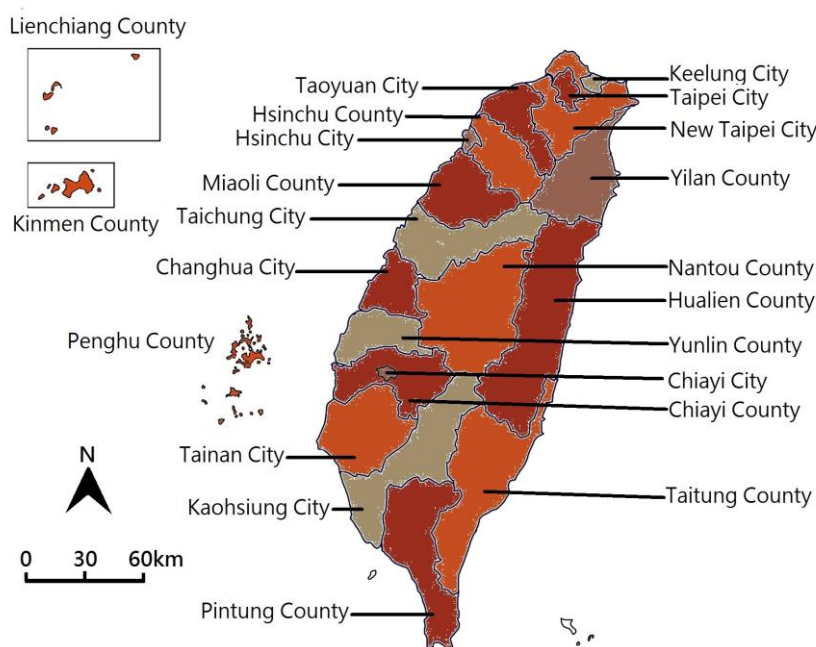 Lienchiang County
Kinmen County
Taoyuan City
Hsinchu County
Hsinchu City
Miaoli County
Taichung City
Changhua City
Penghu County
Tainan City
Kaohsiung City
Pintung County
Keelung City
Taipei City
New Taipei City
Yilan County
Nantou County
Hualien County
Yunlin County
Chiayi City
Chiayi County
Taitung County
N
0 30 60km